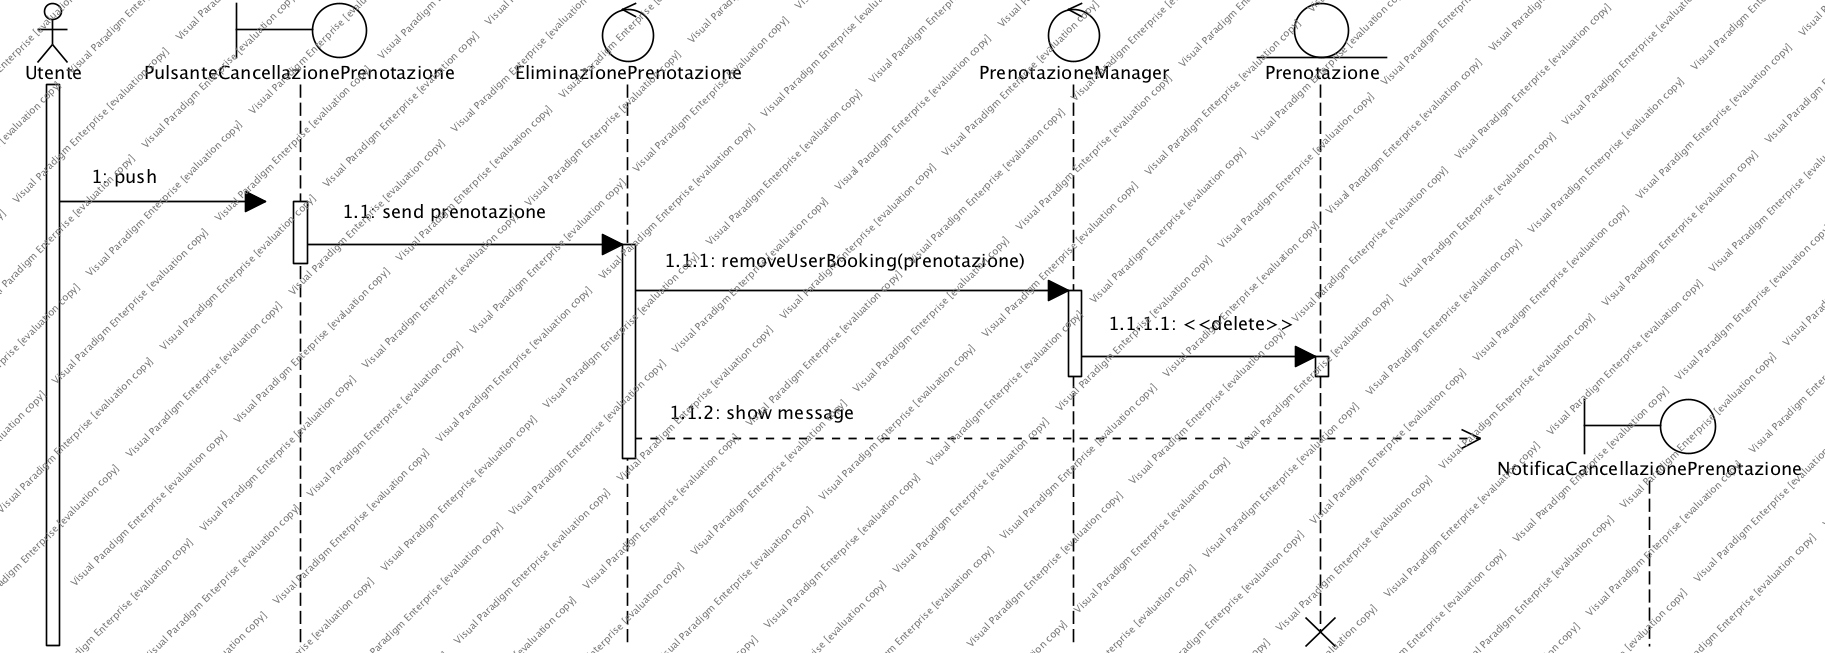 Utente
PulsanteCancellazionePrenotazione
EliminazionePrenotazione
PrenotazioneManager
Prenotazione
1: push
1.1: send prenotazione
1.1.1: removeUserBooking(prenotazione)
1.1.1.1: <<delete>>
1.1.2: show message
NotificaCancellazionePrenotazione
Visual Paradigm Enterprise [evaluation copy]